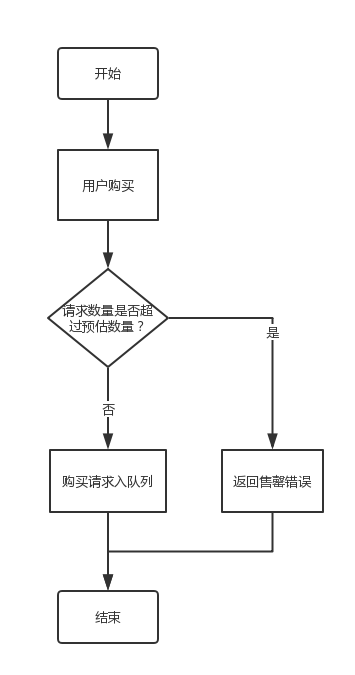 开始
用户购买
请求数量是否超
过预估数量？
是
否
购买请求入队列
返回售罄错误
结束